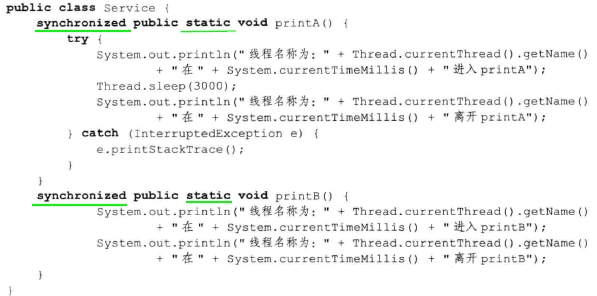 public class Service {
    synchronized public static void printA() {
        try {
            System.out.println("线程名称为: " + Thread.currentThread().getName()
                    + "在" + System.currentTimeMillis() + "进入printA");
            Thread.sleep(3000);
            System.out.println("线程名称为: " + Thread.currentThread().getName()
                    + "在" + System.currentTimeMillis() + "离开printA");
        } catch (InterruptedException e) {
            e.printStackTrace();
        }
    }
    synchronized public static void printB() {
            System.out.println("线程名称为: " + Thread.currentThread().getName()
                    + "在" + System.currentTimeMillis() + "进入printB");
            System.out.println("线程名称为: " + Thread.currentThread().getName()
                    + "在" + System.currentTimeMillis() + "离开printB");
    }
}